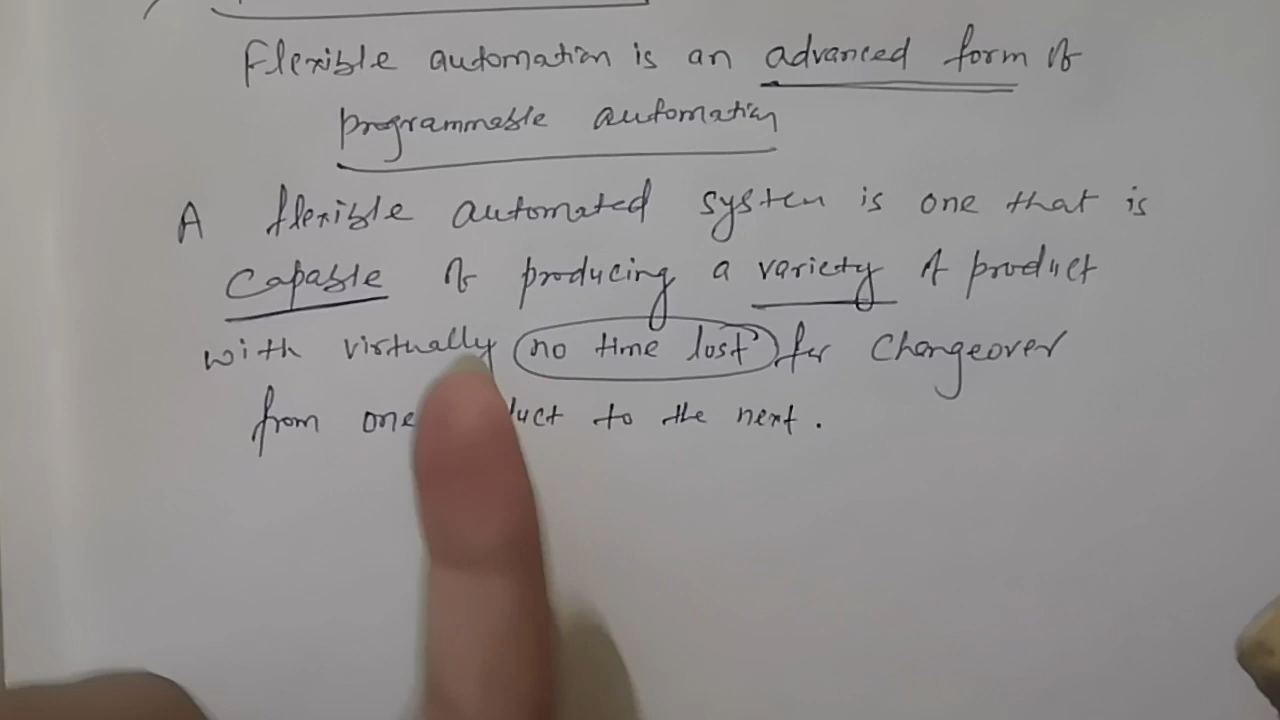 Flexible automation is an advanced form of
programmable automation
A flexible automated system is one that is
Capable of producing a variety of product
with virtually no time lost for Changeover
from one duct to the next.